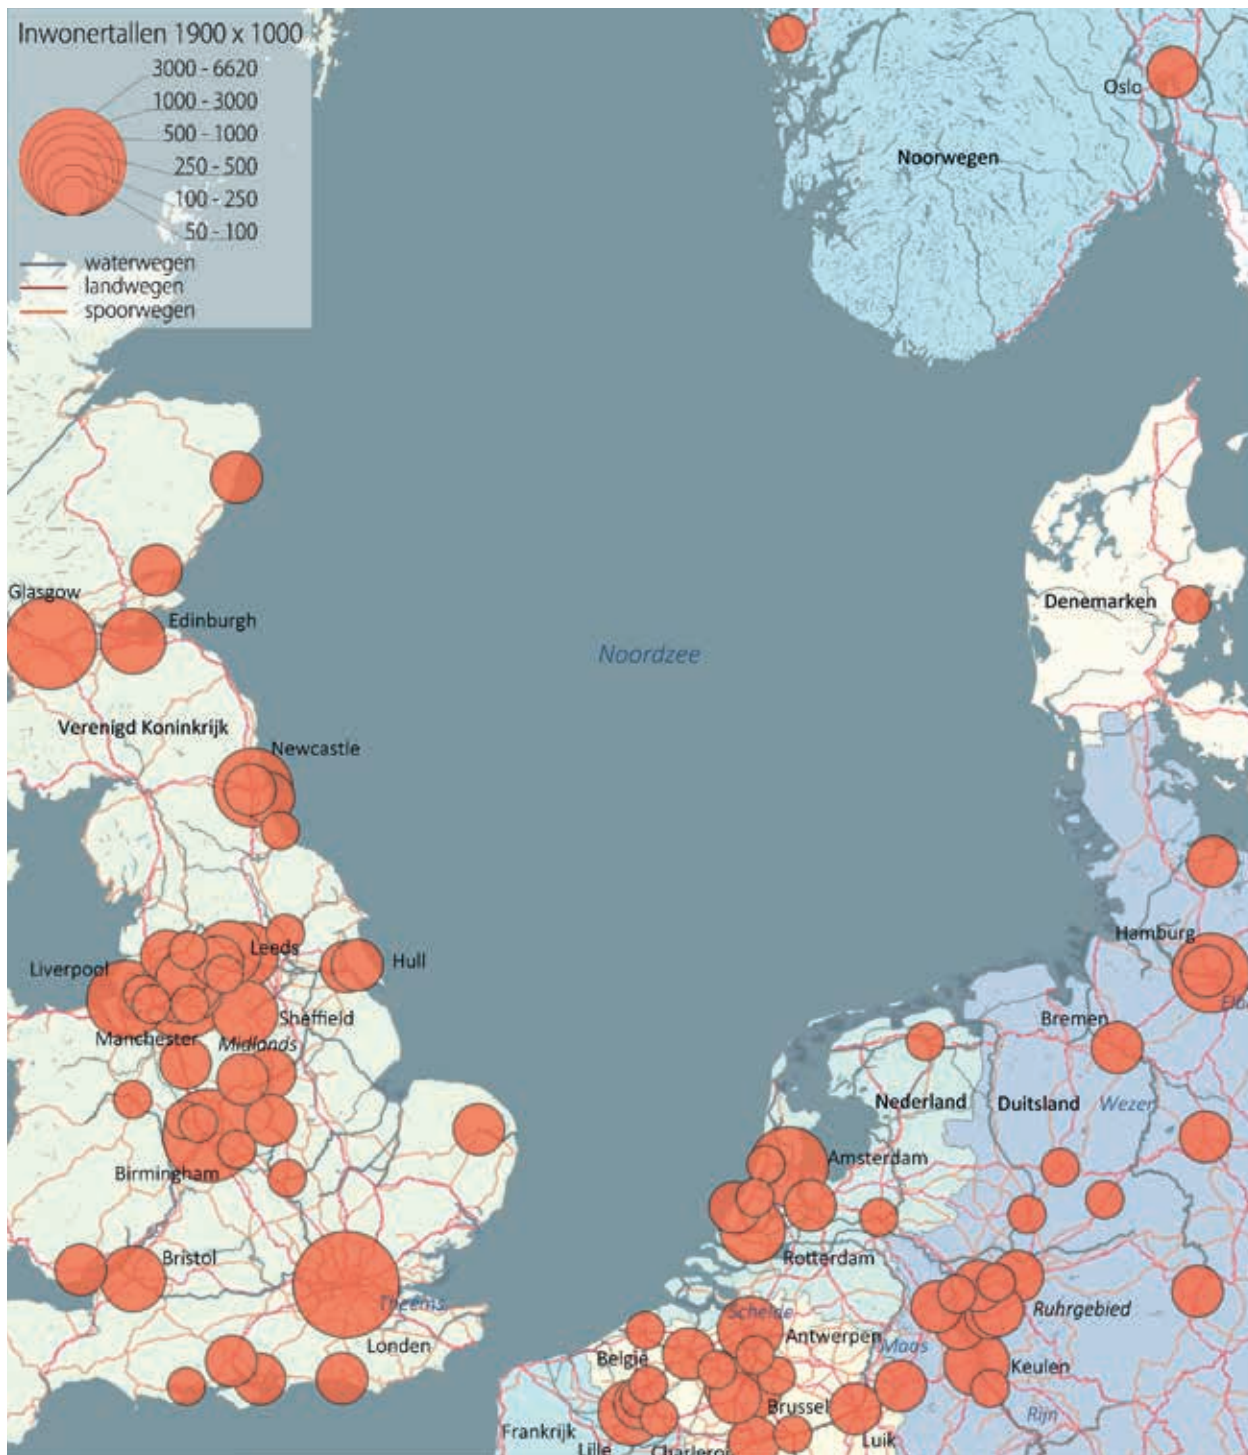 Inwonertallen 1900 x 1000
3000 - 6620
1000 - 3000
500 - 1000
250 - 500
100 - 250
50 - 100
waterwegen
landwegen
spoorwegen
Oslo
Noorwegen
Glasgow
Edinburgh
Denemarken
Noordzee
Verenigd Koninkrijk
Newcastle
Hamburg
Leeds
Liverpool
Hull
Elbe
Sheffield
Bremen
Manchester
Midlands
Nederland
Duitsland
Wezer
Amsterdam
Birmingham
Bristol
Rotterdam
Theems
Schelde
Ruhrgebied
Londen
Antwerpen
Maas
België
Keulen
Brussel
Rijn
Frankrijk
Luik
Lille
Charleroi